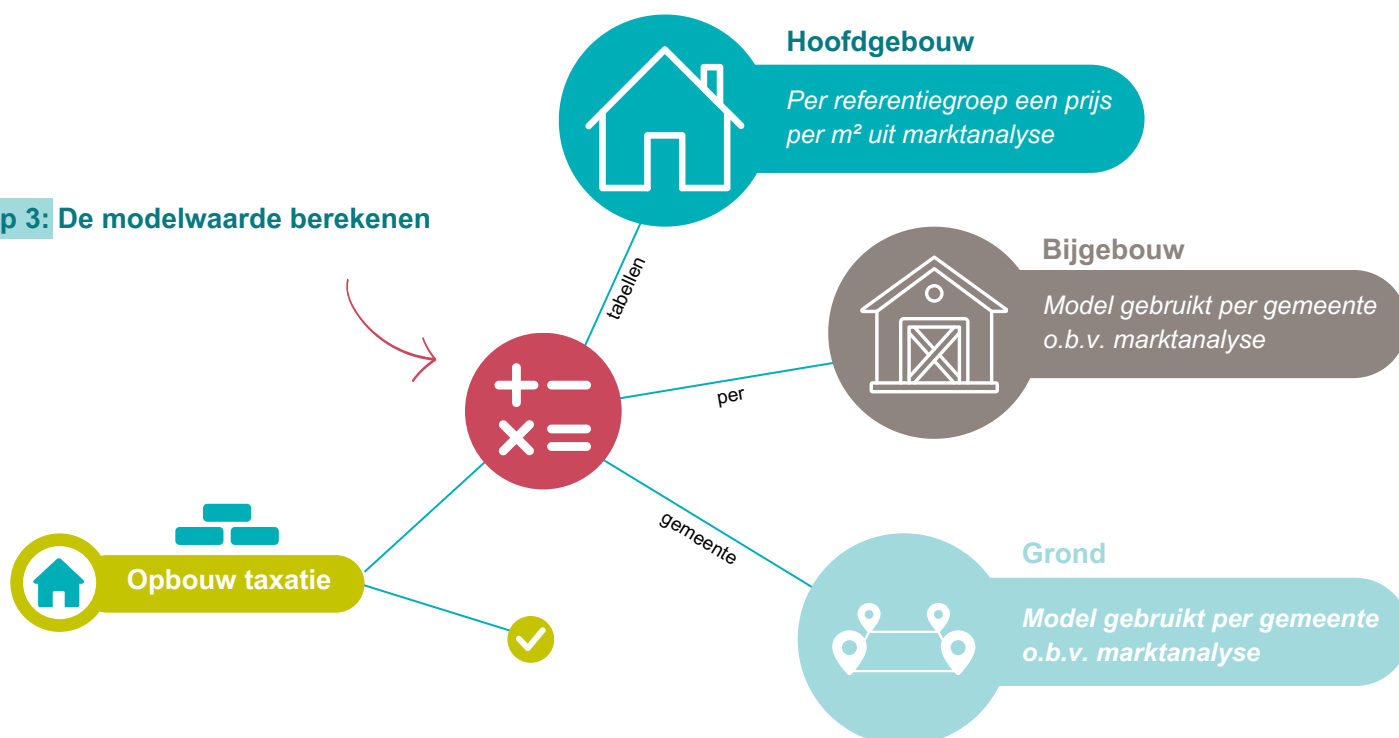 Hoofdgebouw
Per referentiegroep een prijs
per m² uit marktanalyse
p 3: De modelwaarde berekenen
tabellen
Bijgebouw
Model gebruikt per gemeente
o.b.v. marktanalyse
per
gemeente
Grond
Model gebruikt per gemeente
o.b.v. marktanalyse
Opbouw taxatie